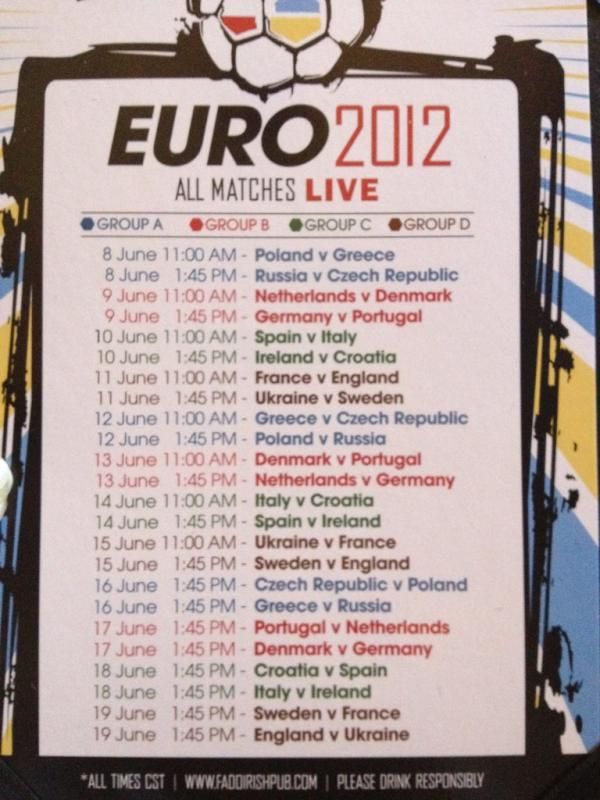 EURO 2012
ALL MATCHES LIVE
GROUP A GROUP B GROUP C GROUP D
8 June 11:00 AM - Poland v Greece
8 June 1:45 PM - Russia v Czech Republic
9 June 11:00 AM - Netherlands v Denmark
9 June 1:45 PM - Germany v Portugal
10 June 11:00 AM - Spain v Italy
10 June 1:45 PM - Ireland v Croatia
11 June 11:00 AM - France v England
11 June 1:45 PM - Ukraine v Sweden
12 June 11:00 AM - Greece v Czech Republic
12 June 1:45 PM - Poland v Russia
13 June 11:00 AM - Denmark v Portugal
13 June 1:45 PM - Netherlands v Germany
14 June 11:00 AM - Italy v Croatia
14 June 1:45 PM - Spain v Ireland
15 June 11:00 AM - Ukraine v France
15 June 1:45 PM - Sweden v England
16 June 1:45 PM - Czech Republic v Poland
16 June 1:45 PM - Greece v Russia
17 June 1:45 PM - Portugal v Netherlands
17 June 1:45 PM - Denmark v Germany
18 June 1:45 PM - Croatia v Spain
18 June 1:45 PM - Italy v Ireland
19 June 1:45 PM - Sweden v France
19 June 1:45 PM - England v Ukraine
*ALL TIMES CST | WWW.FADOIRISHPUB.COM | PLEASE DRINK RESPONSIBLY